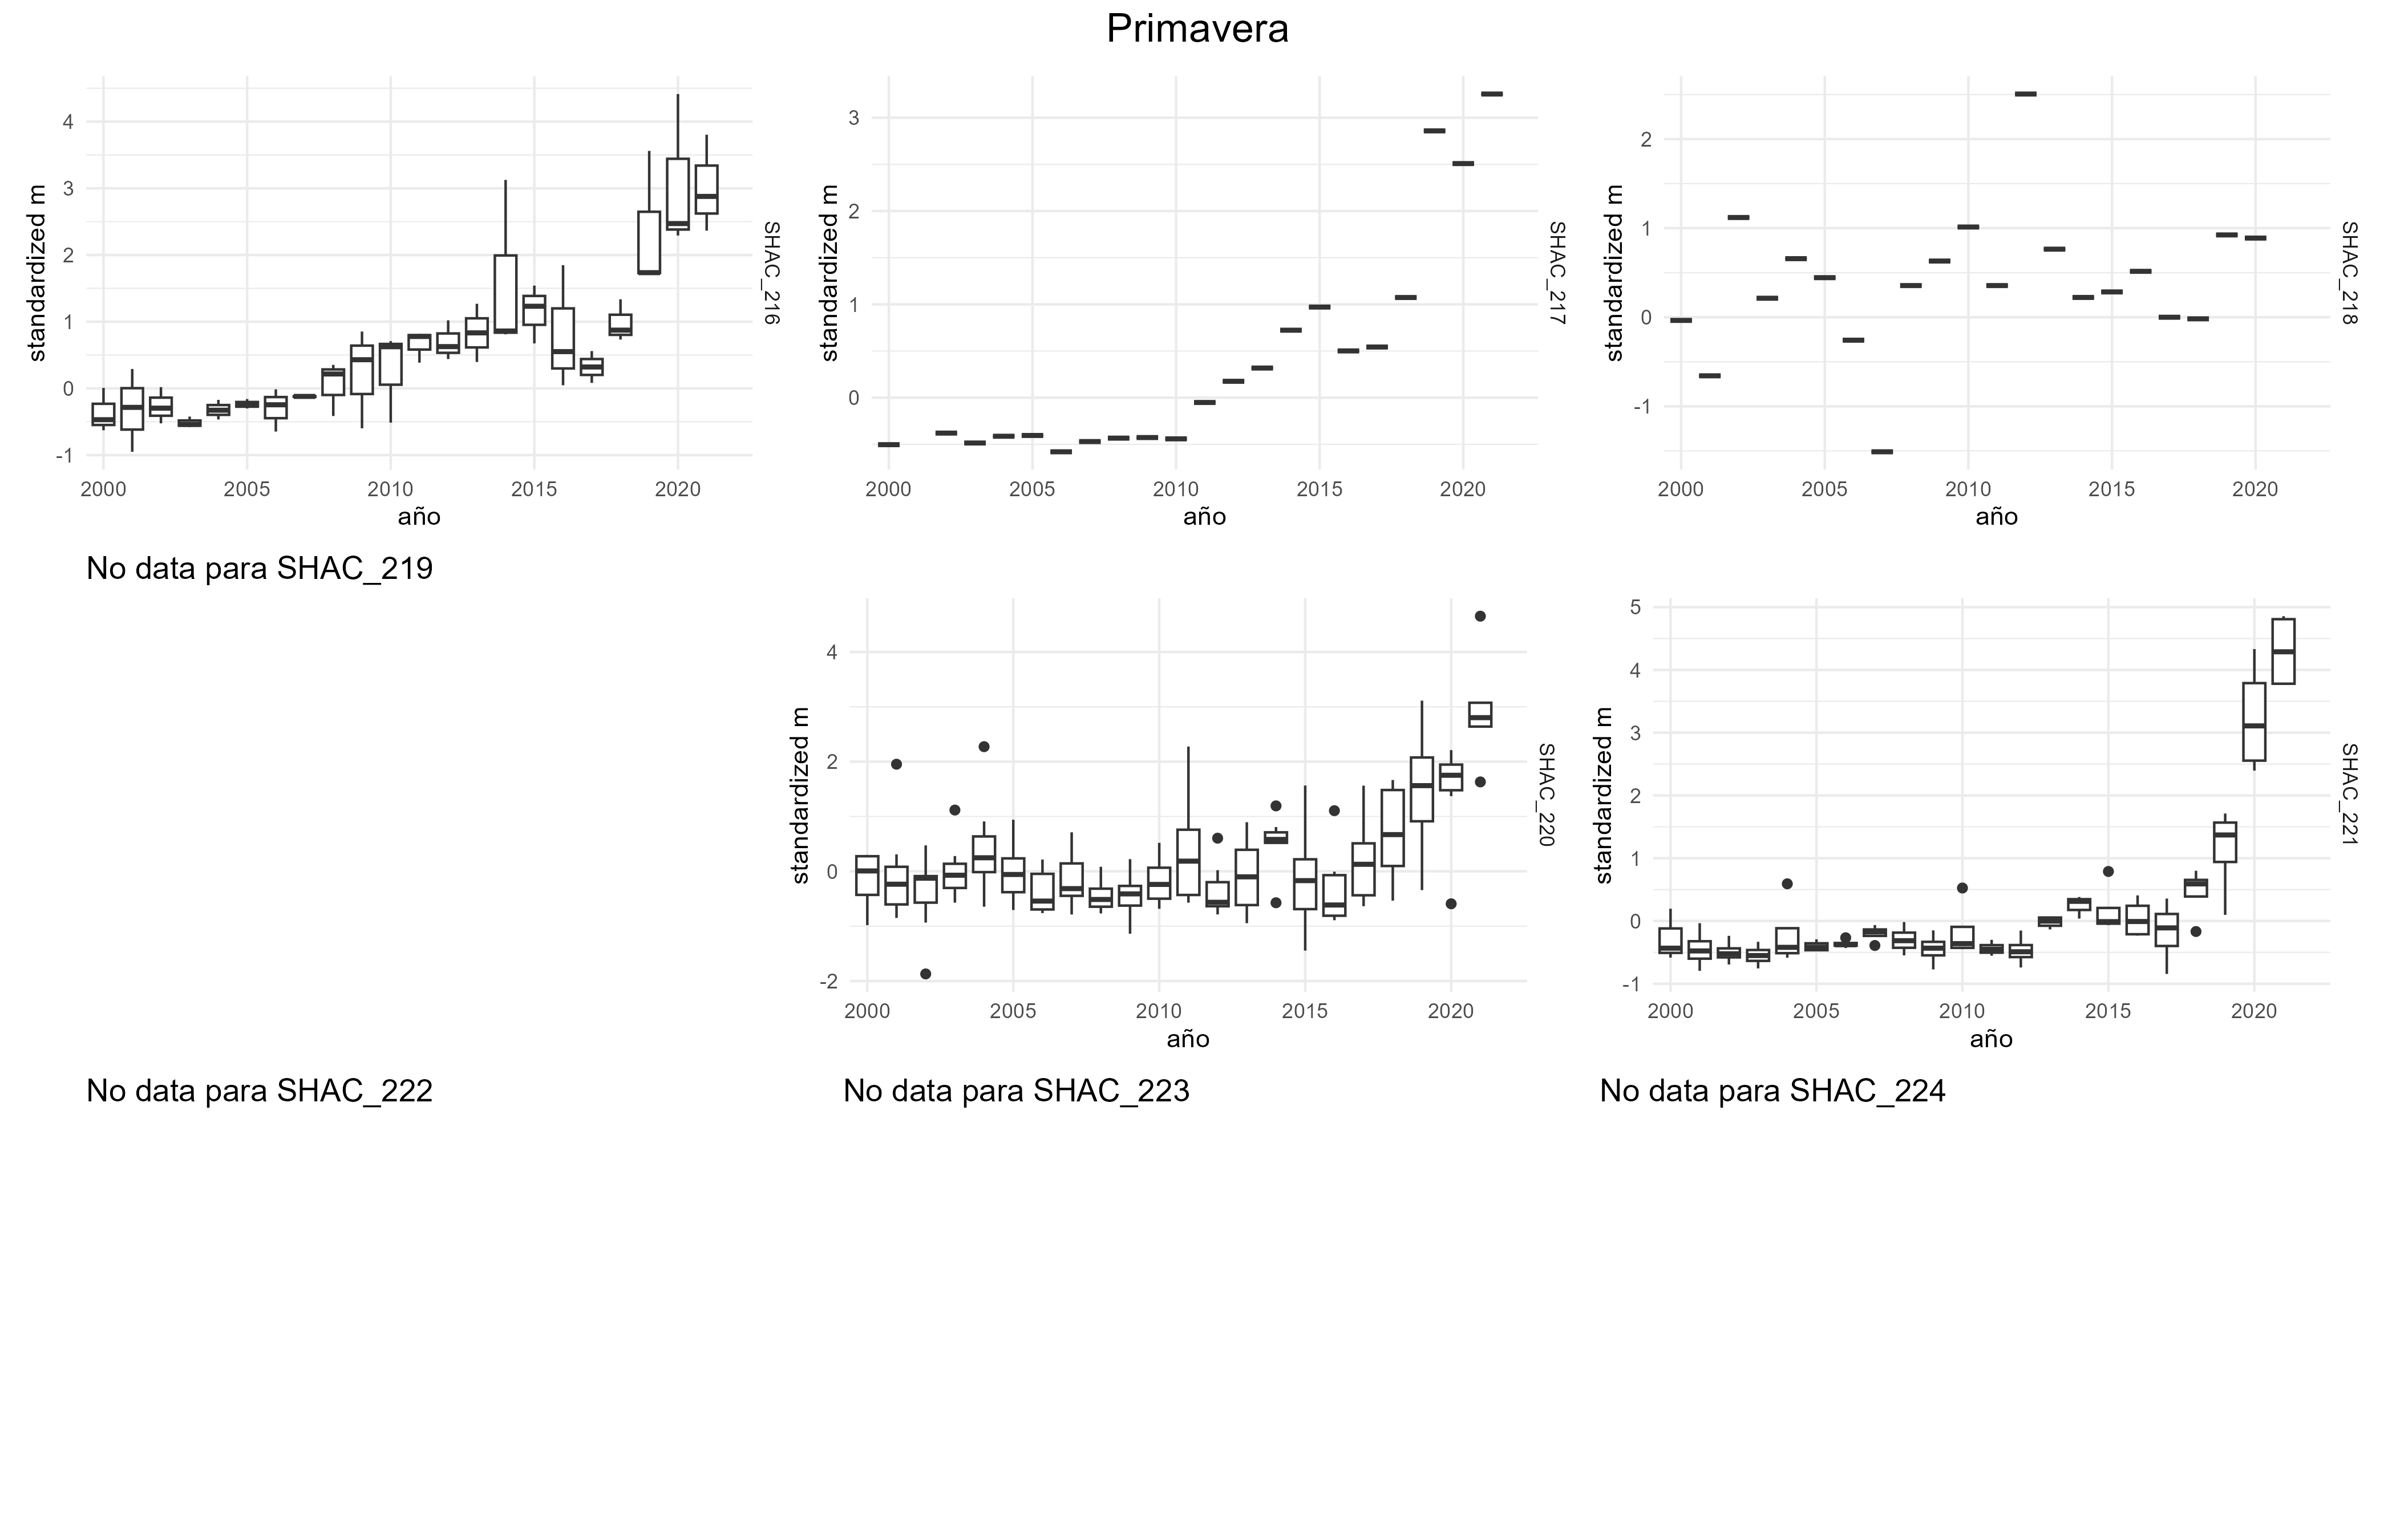 Primavera
standardized m
4
3
2
1
0
-1
2000 2005 2010 2015 2020
año
SHAC_216
standardized m
3
2
1
0
2000 2005 2010 2015 2020
año
SHAC_217
standardized m
2
1
0
-1
2000 2005 2010 2015 2020
año
SHAC_218
No data para SHAC_219
standardized m
4
2
0
-2
2000 2005 2010 2015 2020
año
SHAC_220
standardized m
5
4
3
2
1
0
-1
2000 2005 2010 2015 2020
año
SHAC_221
No data para SHAC_222
No data para SHAC_223
No data para SHAC_224